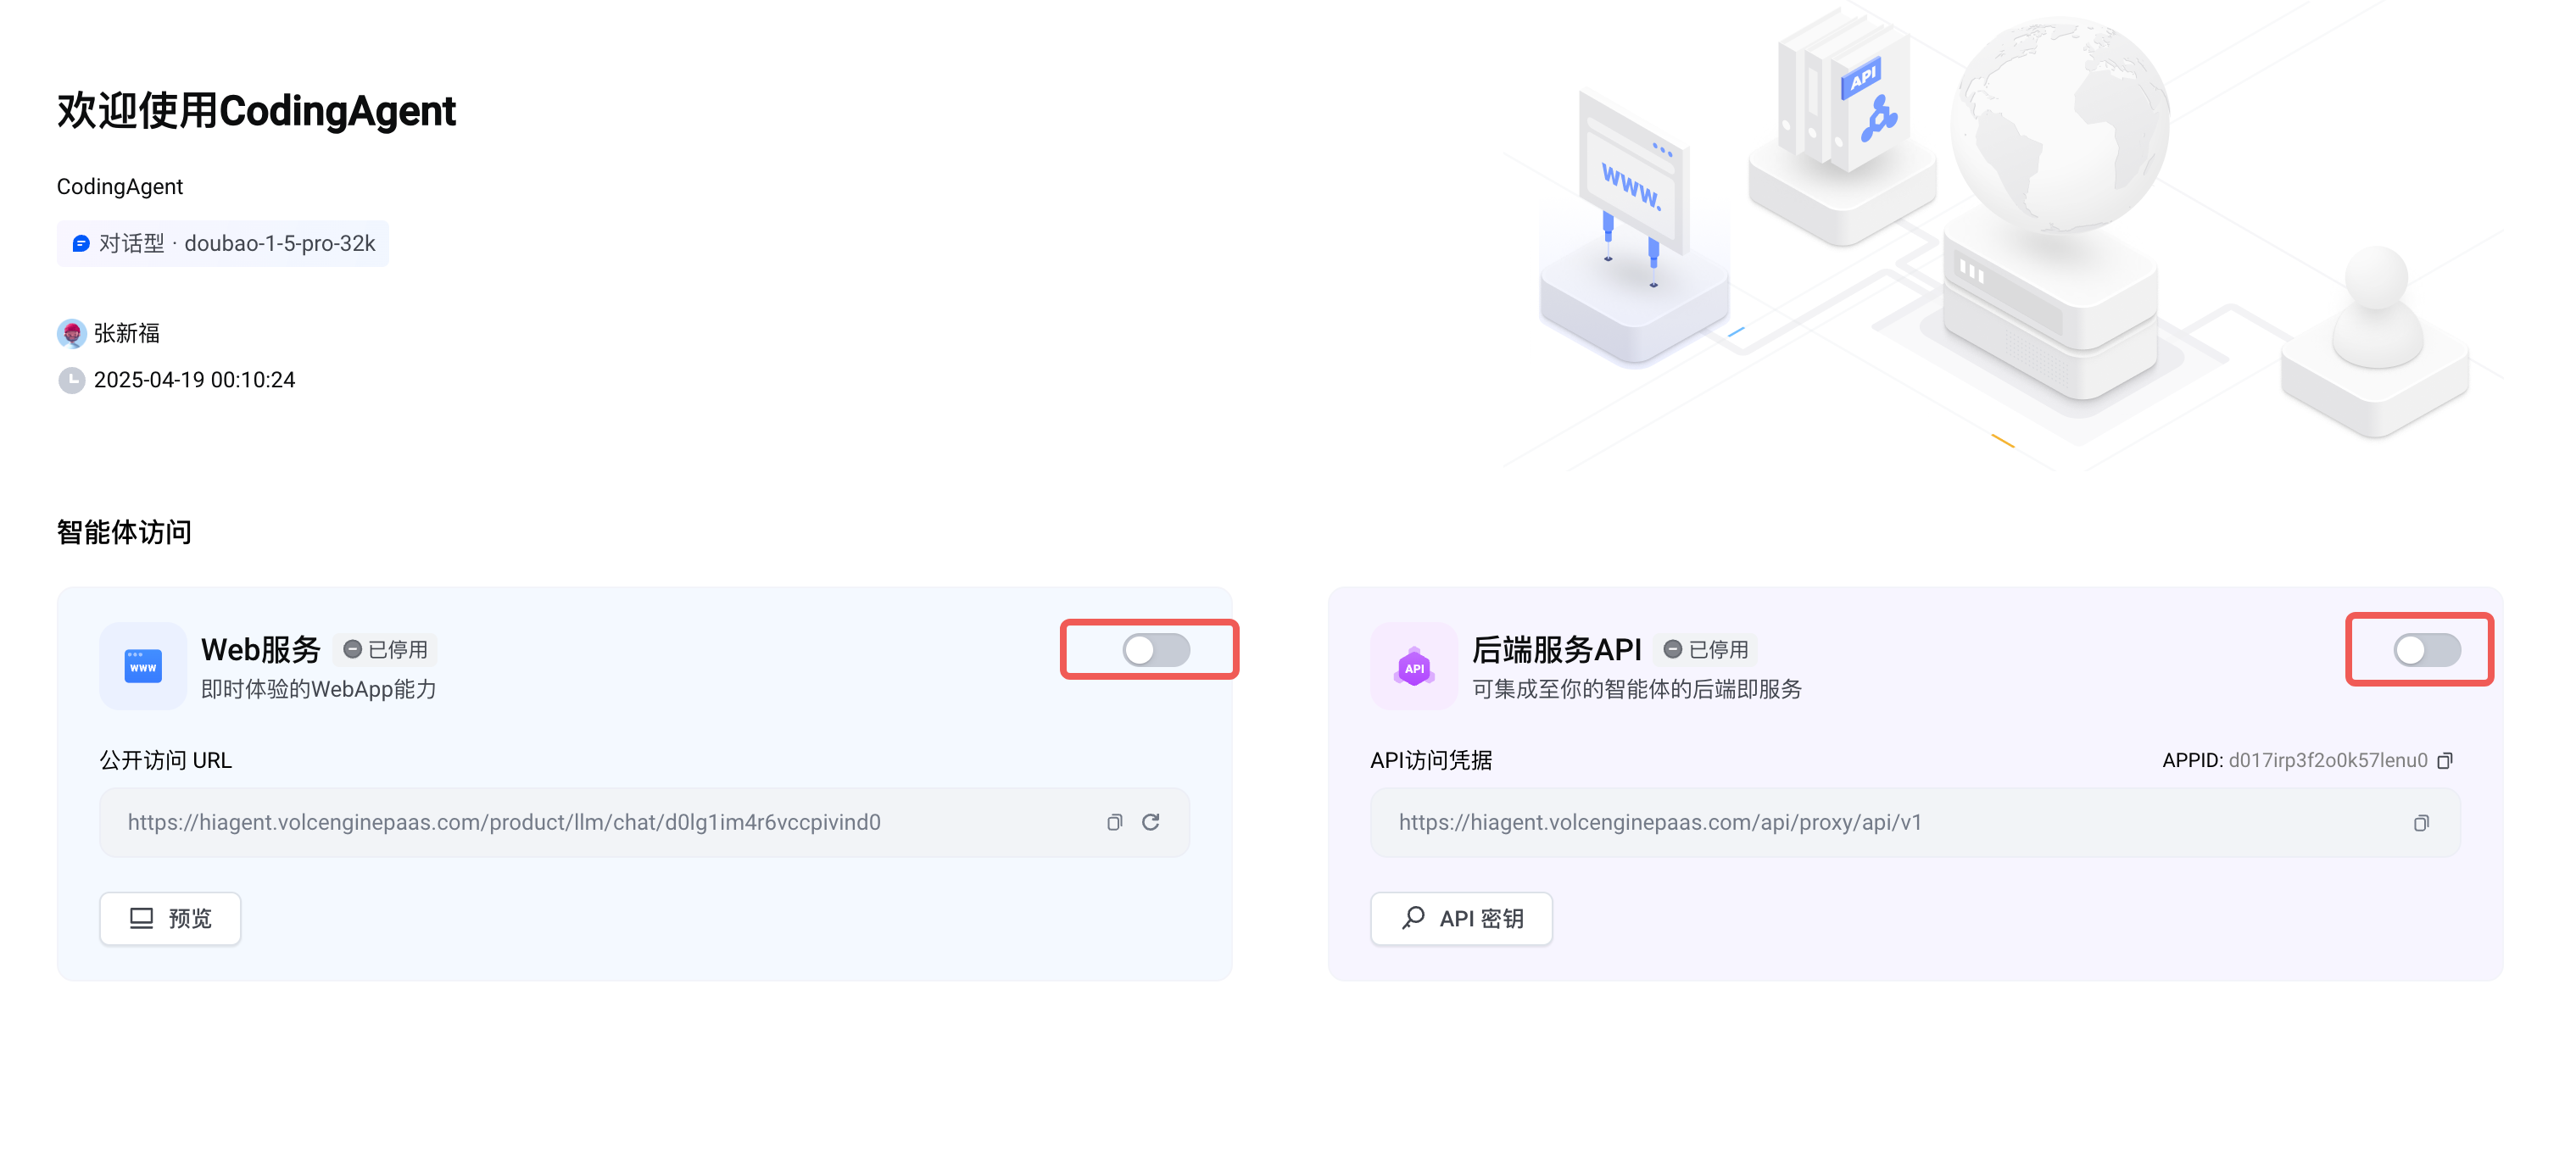 欢迎使用CodingAgent
API
www.
CodingAgent
对话型 · doubao-1-5-pro-32k
张新福
2025-04-19 00:10:24
智能体访问
www
Web服务
已停用
即时体验的WebApp能力
公开访问 URL
https://hiagent.volcenginepaas.com/product/llm/chat/d0lg1im4r6vccpivind0
预览
API
后端服务API
已停用
可集成至你的智能体的后端即服务
API访问凭据
APPID: d017irp3f2o0k57lenu0
https://hiagent.volcenginepaas.com/api/proxy/api/v1
API 密钥